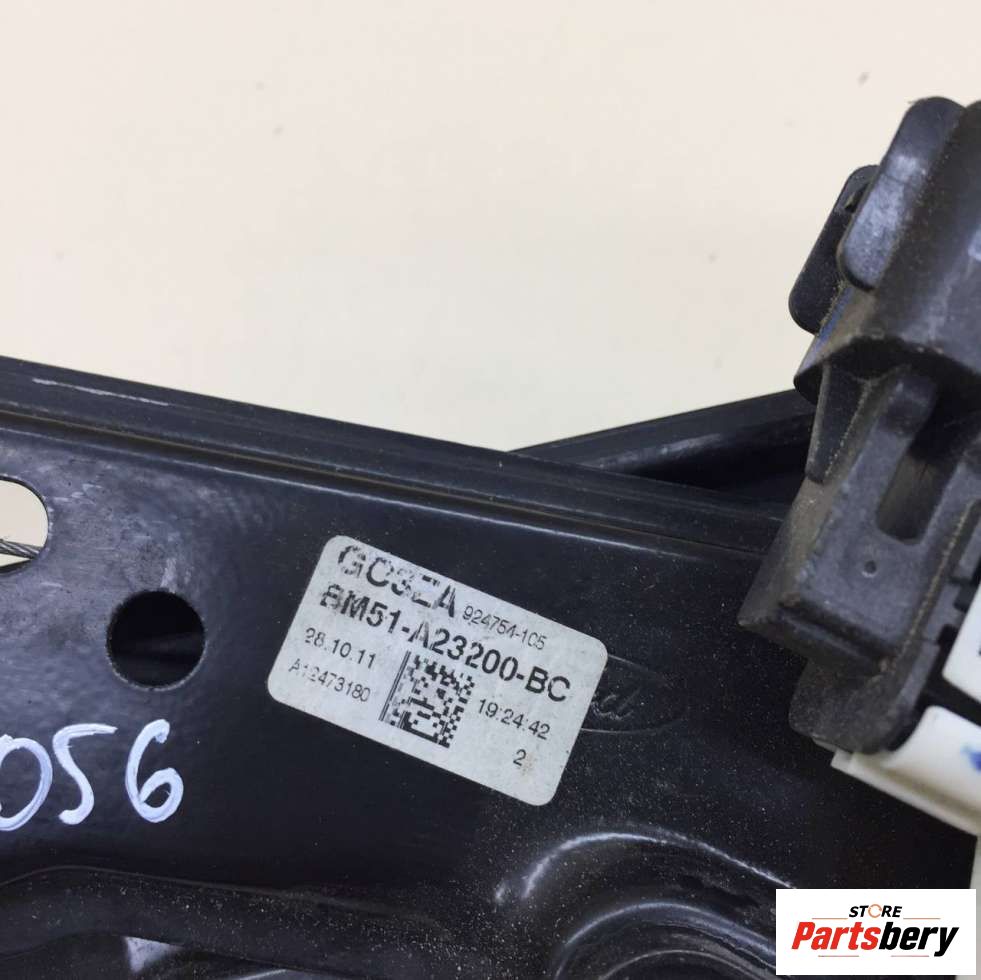 GC3ZA 924754-105
BM51-A23200-BC
28.10.11
19:24:42
A12473180
2
056
STORE
Partsbery